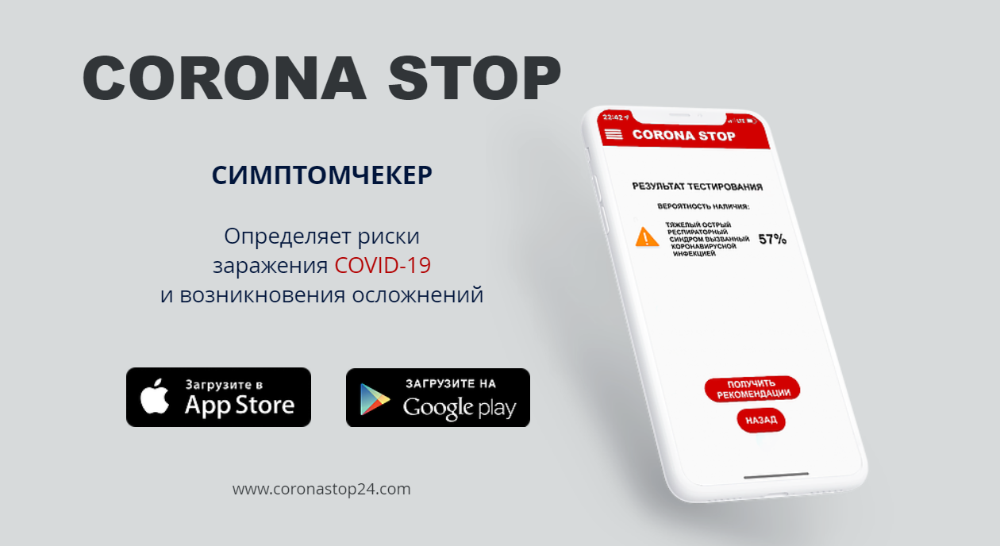 CORONA STOP
СИМПТОМЧЕКЕР
Определяет риски
заражения COVID-19
и возникновения осложнений
Загрузите в
App Store
ЗАГРУЗИТЕ НА
Google play
www.coronastop24.com
22:42
LTE
CORONA STOP
РЕЗУЛЬТАТ ТЕСТИРОВАНИЯ
ВЕРОЯТНОСТЬ НАЛИЧИЯ:
ТЯЖЕЛЫЙ ОСТРЫЙ
РЕСПИРАТОРНЫЙ
СИНДРОМ ВЫЗВАННЫЙ
КОРОНАВИРУСНОЙ
ИНФЕКЦИЕЙ
57%
ПОЛУЧИТЬ
РЕКОМЕНДАЦИИ
НАЗАД